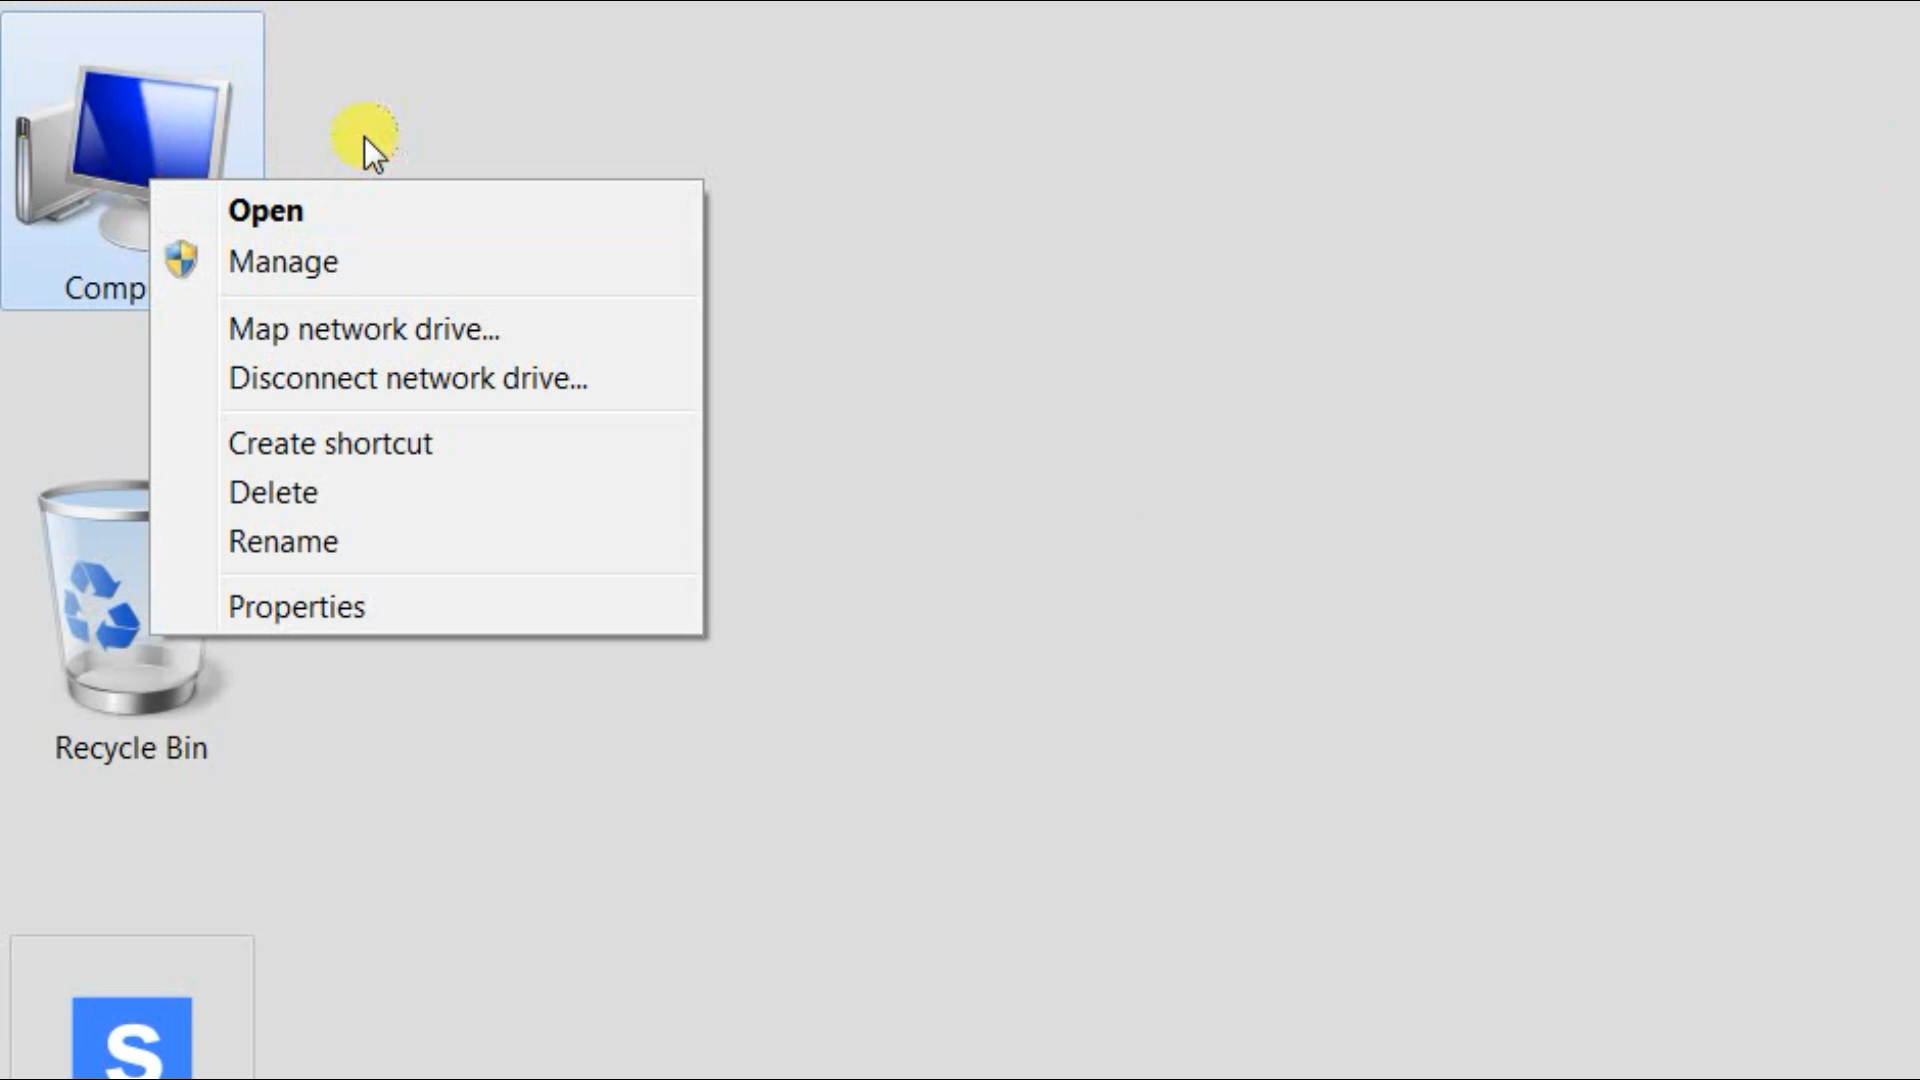 Open
Manage
Comp
Map network drive...
Disconnect network drive...
Create shortcut
Delete
Rename
Properties
Recycle Bin
S